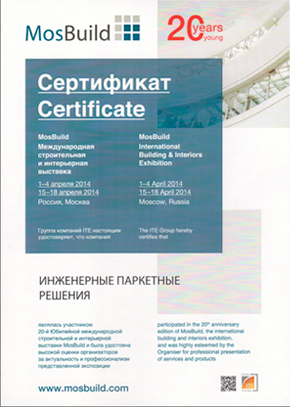 MosBuild
20 years young
Сертификат
Certificate
MosBuild
Международная
строительная
и интерьерная
выставка
1–4 апреля 2014
15–18 апреля 2014
Россия, Москва
MosBuild
International
Building & Interiors
Exhibition
1–4 April 2014
15–18 April 2014
Moscow, Russia
Группа компаний ITE настоящим
удостоверяет, что компания
The ITE Group hereby
certifies that
ИНЖЕНЕРНЫЕ ПАРКЕТНЫЕ
РЕШЕНИЯ
являлась участником
20-й Юбилейной международной
строительной и интерьерной
выставки MosBuild и была удостоена
высокой оценки организаторов
за актуальность и профессионализм
представленной экспозиции
participated in the 20th anniversary
edition of MosBuild, the international
building and interiors exhibition,
and was highly esteemed by the
Organiser for professional presentation
of services and products
www.mosbuild.com